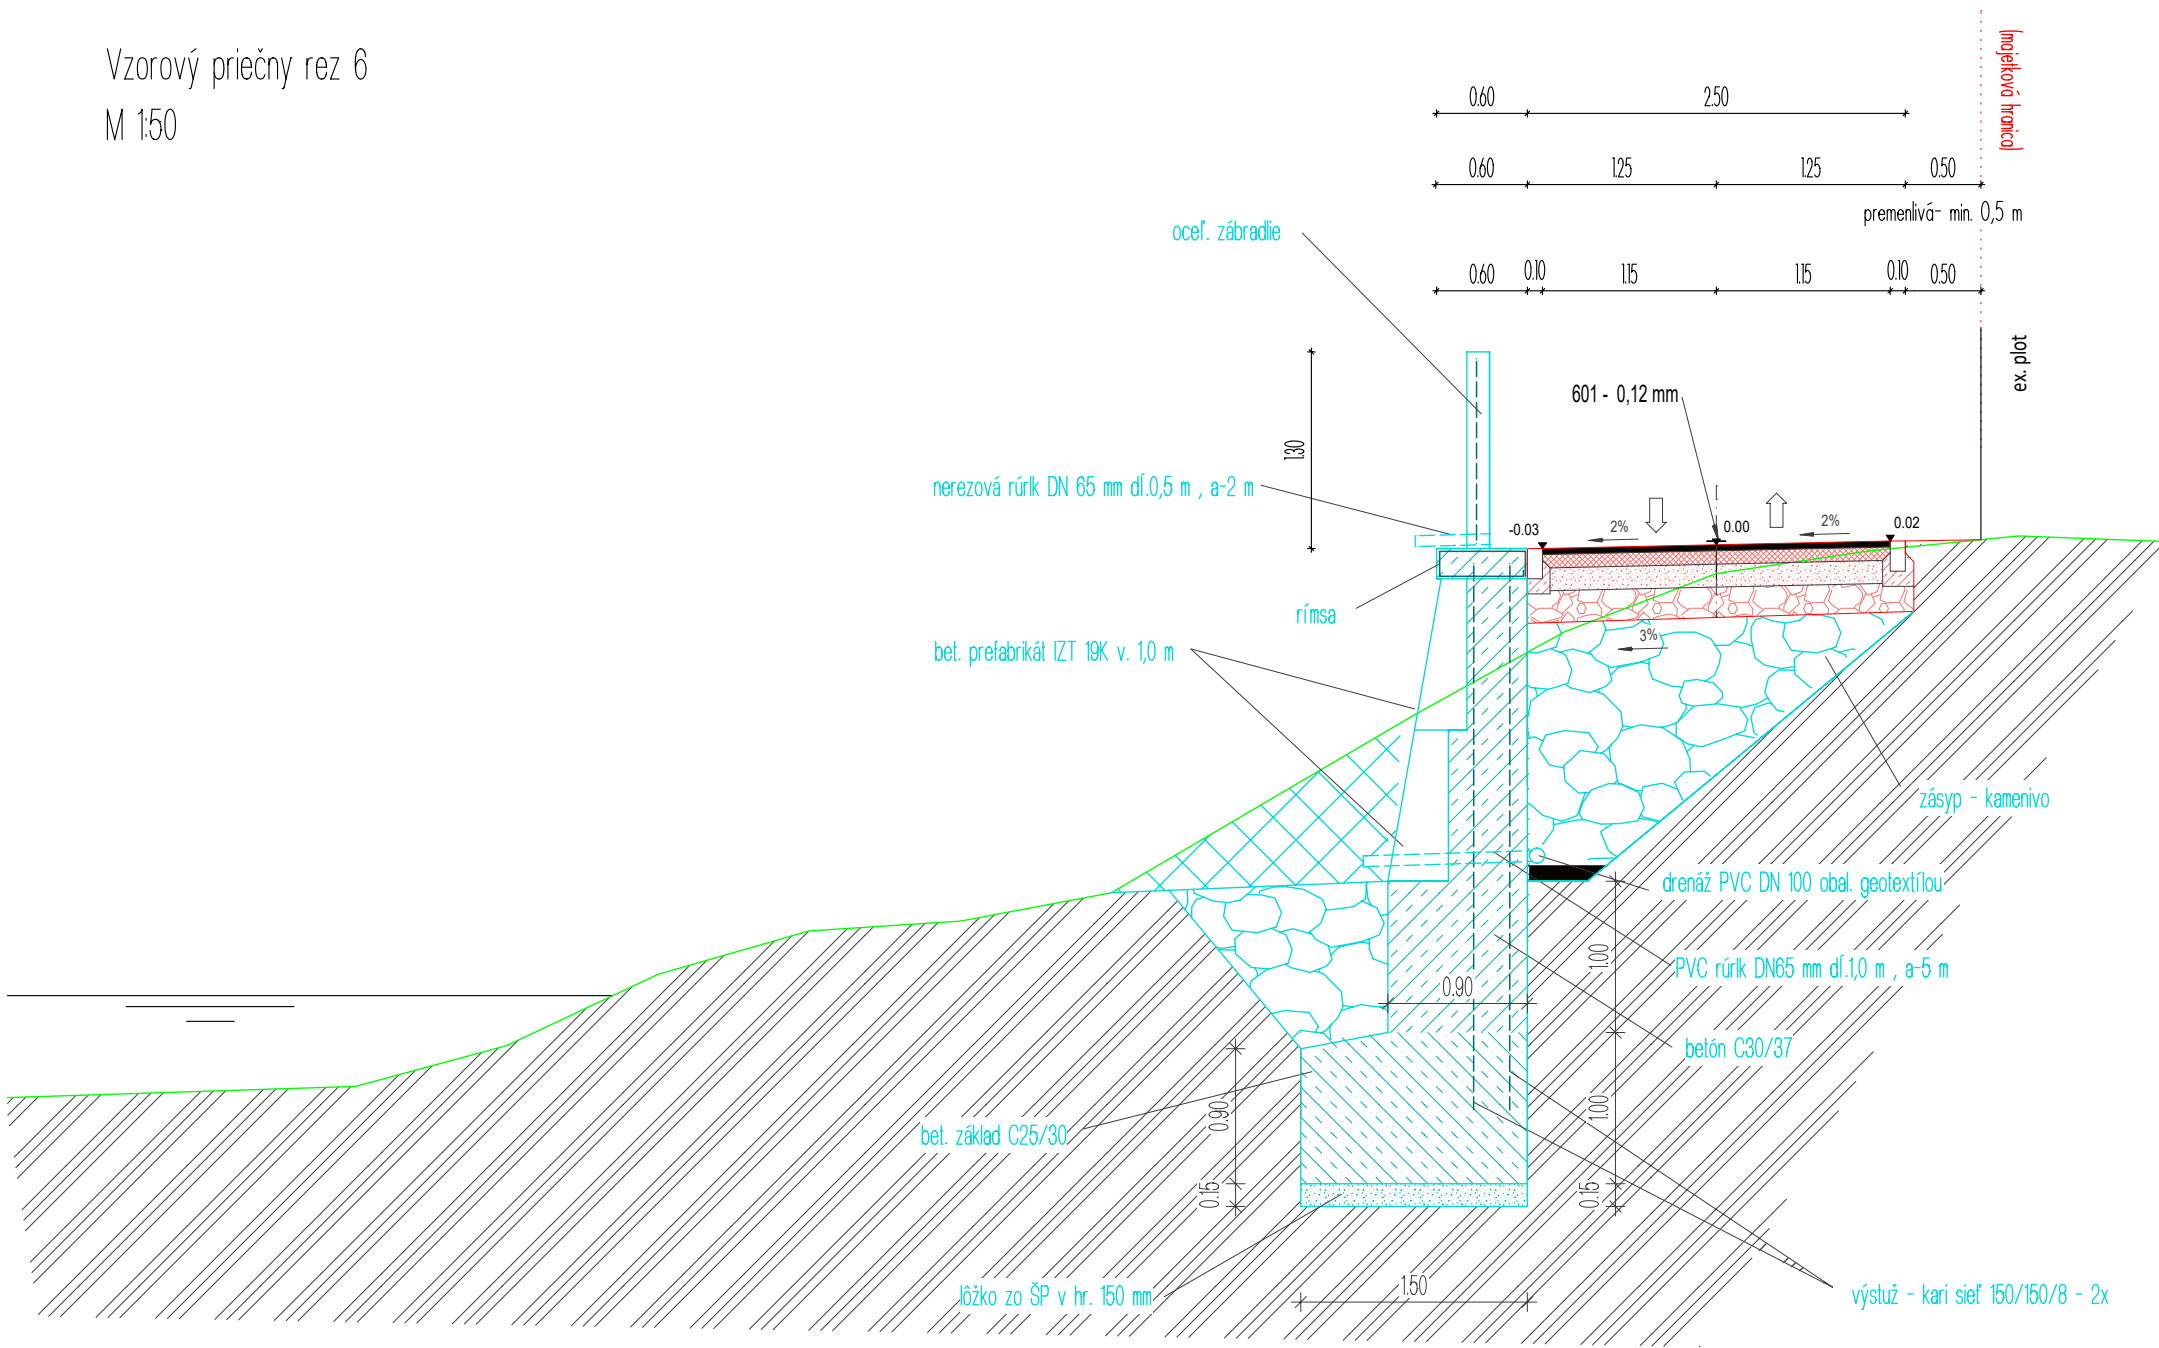 Vzorový priečny rez 6
M 1:50
(majetková hranica)
0.60 2.50
0.60 1.25 1.25 0.50
premenlivá- min. 0,5 m
oceľ. zábradlie
0.60 0.10 1.15 1.15 0.10 0.50
ex. plot
601 - 0,12 mm
1.30
nerezová rúrlk DN 65 mm dĺ.0,5 m , a-2 m
-0.03 2% 0.00 2% 0.02
rímsa
3%
bet. prefabrikát IZT 19K v. 1,0 m
zásyp - kamenivo
drenáž PVC DN 100 obal. geotextílou
1.00
PVC rúrlk DN65 mm dĺ.1,0 m , a-5 m
0.90
betón C30/37
0.90
1.00
bet. základ C25/30
0.15
0.15
lôžko zo ŠP v hr. 150 mm
1.50
výstuž - kari sieť 150/150/8 - 2x